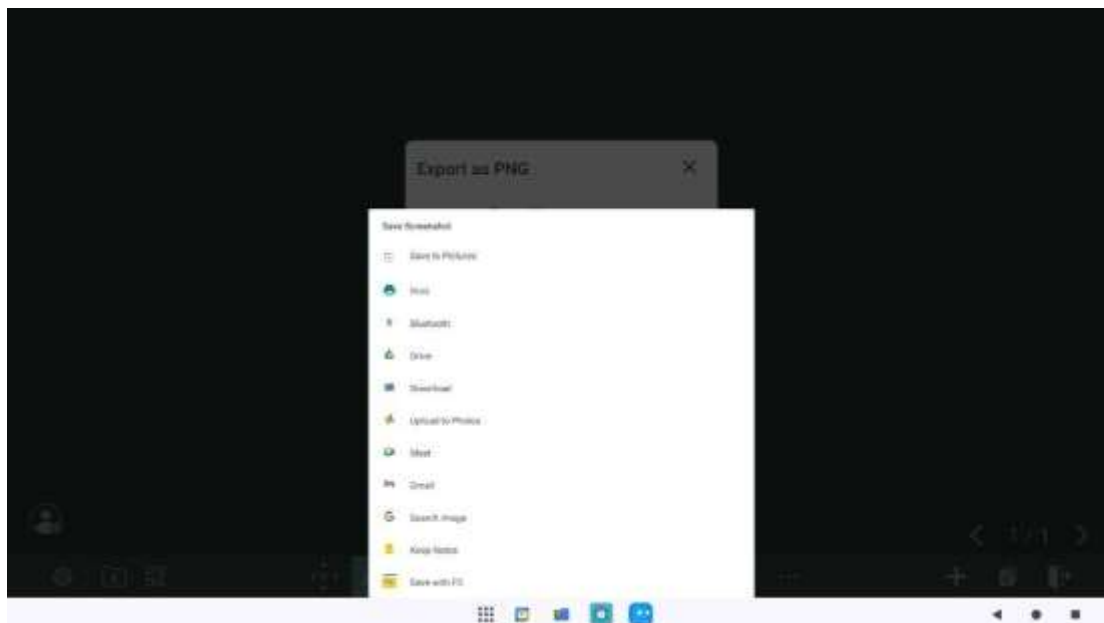 Export as PNG
Save Screenshot
Save to Pictures
Bluetooth
Drive
Download
Upload to Photos
Meet
Gmail
Search Image
Keep Notes
Save with FX
1 / 1